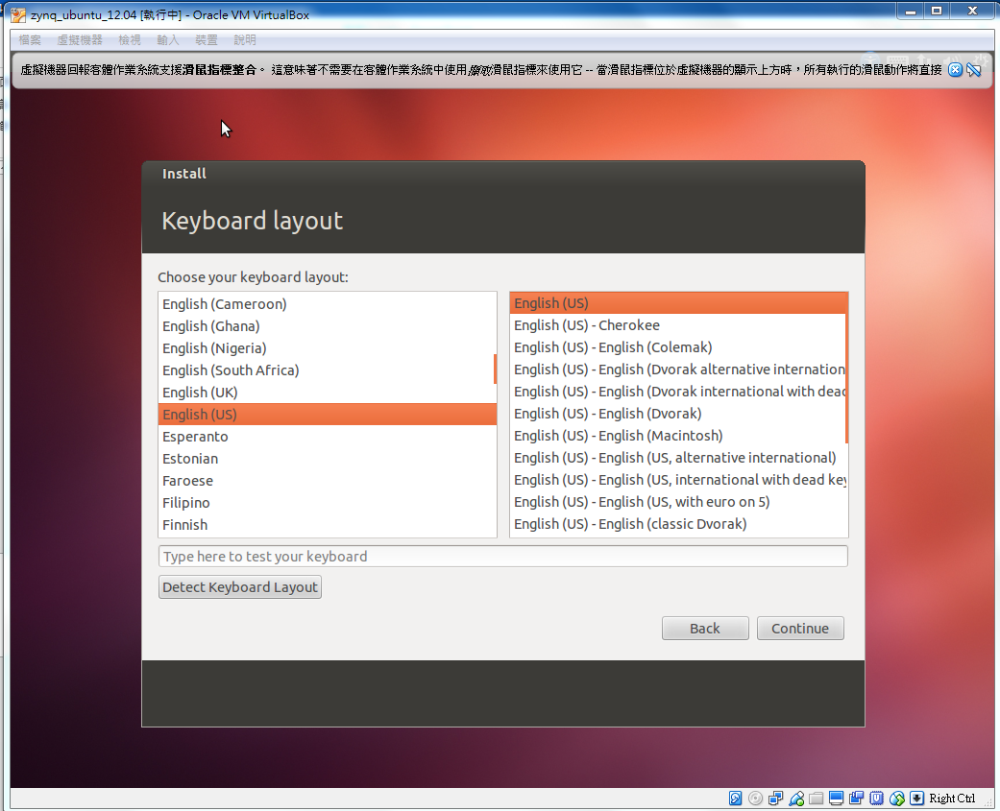 zynq_ubuntu_12.04 [執行中] - Oracle VM VirtualBox
檔案 虛擬機器 檢視 輸入 裝置 說明
虛擬機器回報客體作業系統支援滑鼠指標整合。 這意味著不需要在客體作業系統中使用 擷取滑鼠指標來使用它 -- 當滑鼠指標位於虛擬機器的顯示上方時，所有執行的滑鼠動作將直接
Install
Keyboard layout
Choose your keyboard layout:
English (Cameroon)
English (Ghana)
English (Nigeria)
English (South Africa)
English (UK)
English (US)
Esperanto
Estonian
Faroese
Filipino
Finnish
English (US)
English (US) - Cherokee
English (US) - English (Colemak)
English (US) - English (Dvorak alternative internation
English (US) - English (Dvorak international with dead
English (US) - English (Dvorak)
English (US) - English (Macintosh)
English (US) - English (US, alternative international)
English (US) - English (US, international with dead key
English (US) - English (US, with euro on 5)
English (US) - English (classic Dvorak)
Type here to test your keyboard
Detect Keyboard Layout
Back
Continue
Right Ctrl